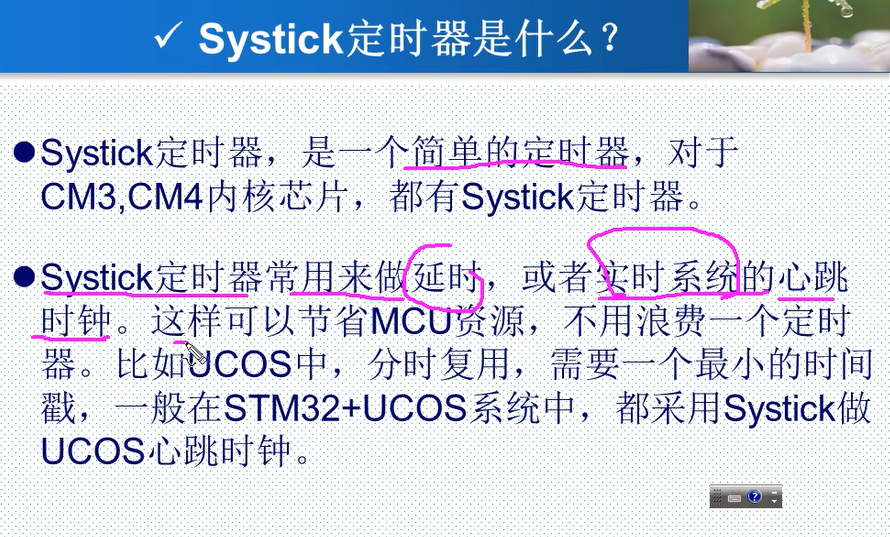 ✓ Systick定时器是什么？
●Systick定时器，是一个简单的定时器，对于
CM3,CM4内核芯片，都有Systick定时器。
●Systick定时器常用来做延时，或者实时系统的心跳
时钟。这样可以节省MCU资源，不用浪费一个定时
器。比如UCOS中，分时复用，需要一个最小的时间
戳，一般在STM32+UCOS系统中，都采用Systick做
UCOS心跳时钟。